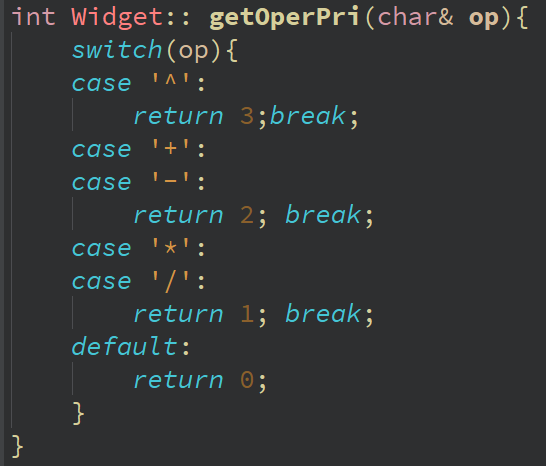 int Widget:: getOperPri(char& op){
    switch(op){
    case '^':
        return 3;break;
    case '+':
    case '-':
        return 2; break;
    case '*':
    case '/':
        return 1; break;
    default:
        return 0;
    }
}